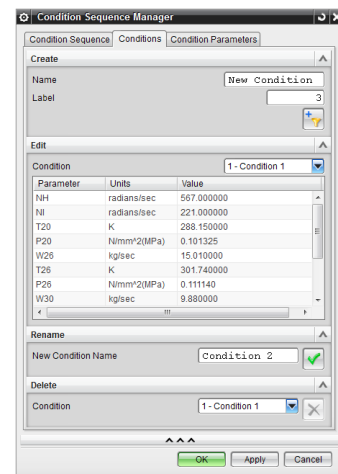 Condition Sequence Manager
Condition Sequence Conditions Condition Parameters
Create
Name New Condition
Label 3
Edit
Condition 1 - Condition 1
Parameter Units Value
NH radians/sec 567.000000
NI radians/sec 221.000000
T20 K 288.150000
P20 N/mm^2(MPa) 0.101325
W26 kg/sec 15.010000
T26 K 301.740000
P26 N/mm^2(MPa) 0.111140
W30 kg/sec 9.880000
Rename
New Condition Name Condition 2
Delete
Condition 1 - Condition 1
OK Apply Cancel